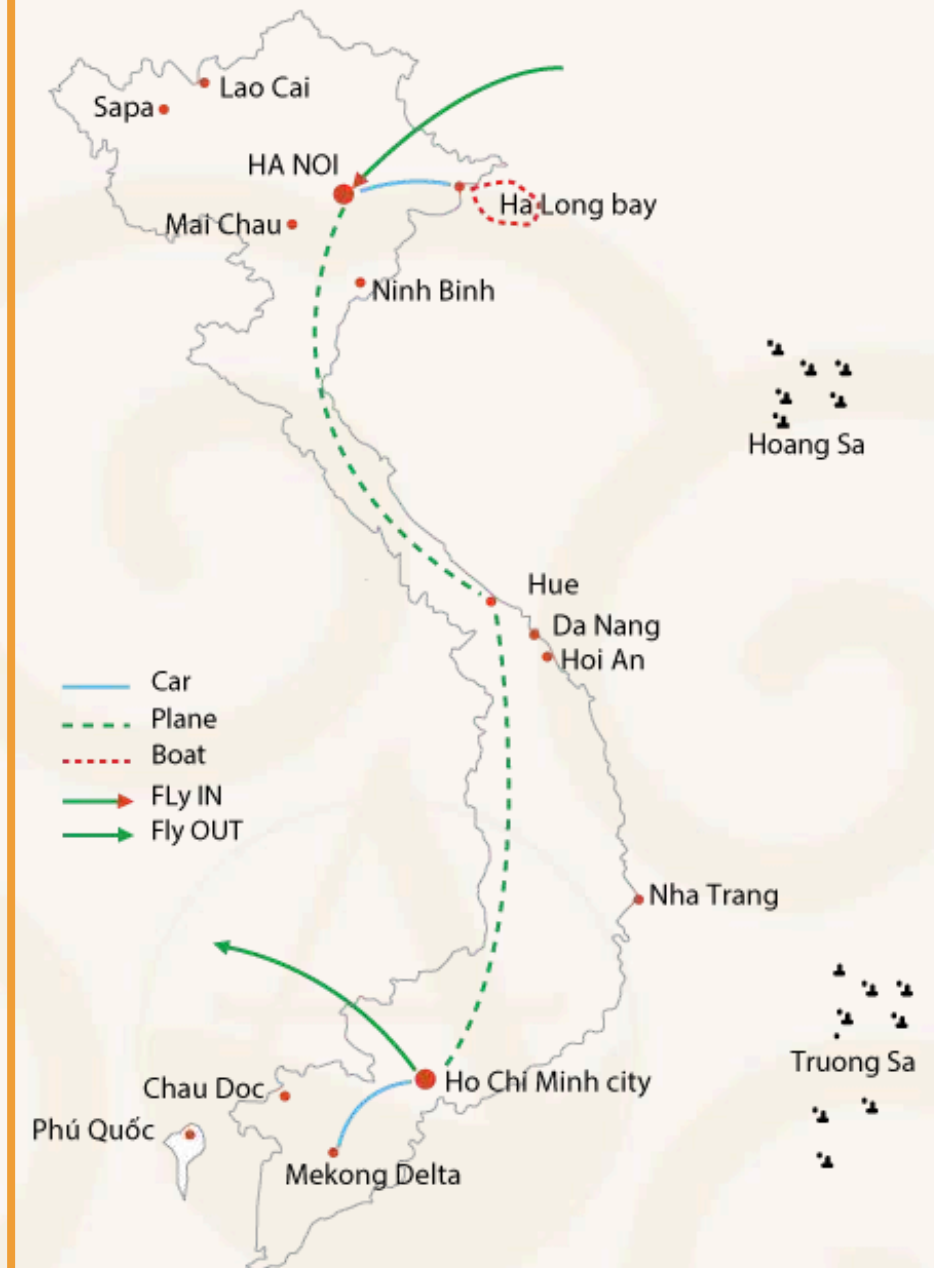 Lao Cai
Sapa
HA NOI
Ha Long bay
Mai Chau
Ninh Binh
Hoang Sa
Hue
Da Nang
Hoi An
Car
Plane
Boat
FLy IN
Fly OUT
Nha Trang
Truong Sa
Ho Chi Minh city
Chau Doc
Phú Quốc
Mekong Delta